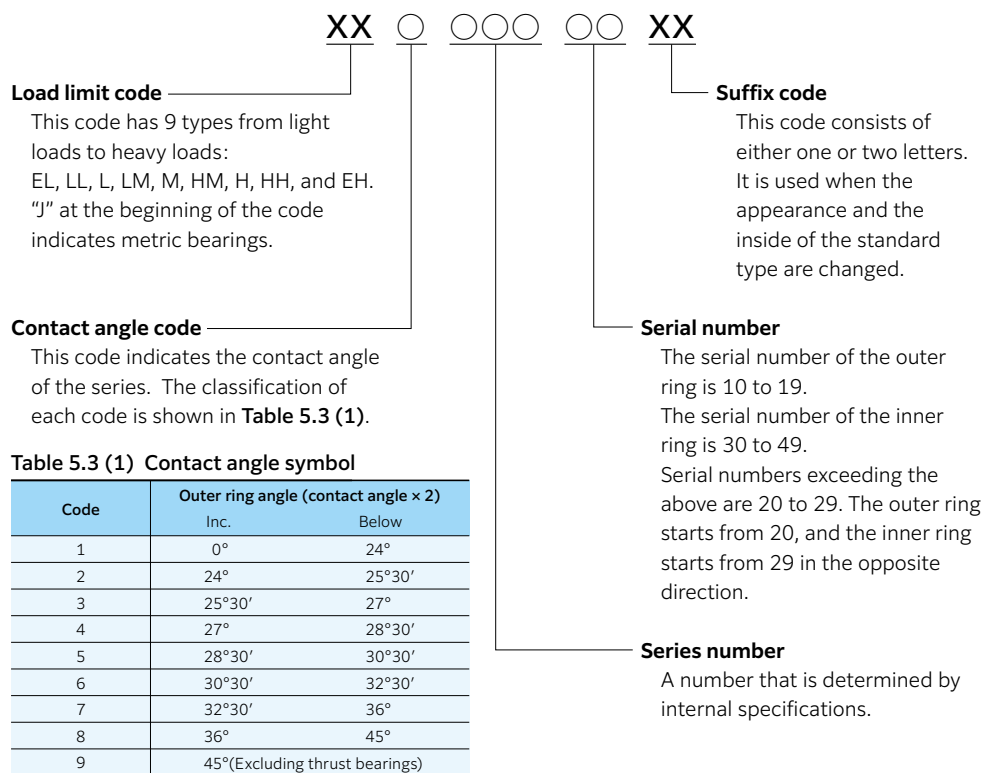 XX ○ ○○○ ○○ XX
Load limit code
This code has 9 types from light
loads to heavy loads:
EL, LL, L, LM, M, HM, H, HH, and EH.
“J” at the beginning of the code
indicates metric bearings.
Suffix code
This code consists of
either one or two letters.
It is used when the
appearance and the
inside of the standard
type are changed.
Contact angle code
This code indicates the contact angle
of the series. The classification of
each code is shown in Table 5.3 (1).
Serial number
The serial number of the outer
ring is 10 to 19.
The serial number of the inner
ring is 30 to 49.
Serial numbers exceeding the
above are 20 to 29. The outer ring
starts from 20, and the inner ring
starts from 29 in the opposite
direction.
Series number
A number that is determined by
internal specifications.
Table 5.3 (1) Contact angle symbol
Code Outer ring angle (contact angle × 2)
Inc. Below
1 0° 24°
2 24° 25°30′
3 25°30′ 27°
4 27° 28°30′
5 28°30′ 30°30′
6 30°30′ 32°30′
7 32°30′ 36°
8 36° 45°
9 45°(Excluding thrust bearings)